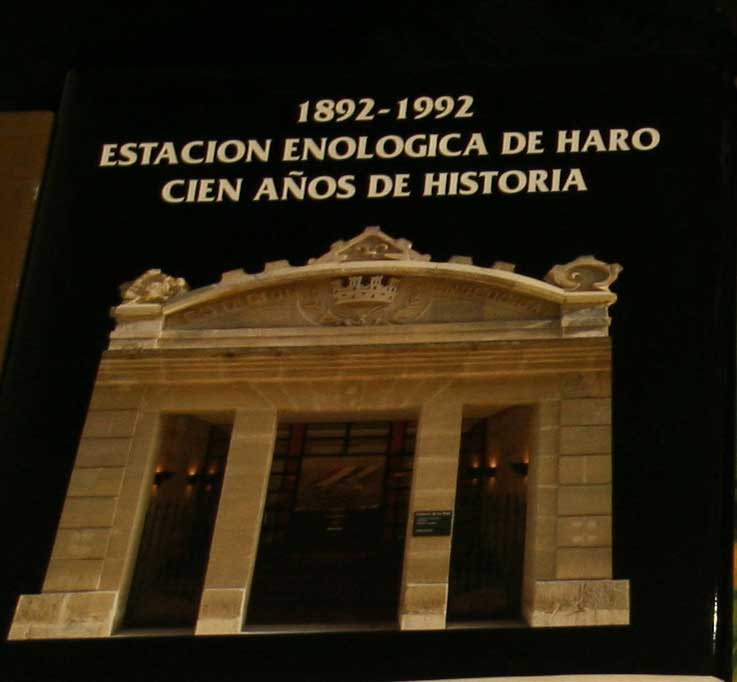 1892-1992
ESTACION ENOLOGICA DE HARO
CIEN AÑOS DE HISTORIA